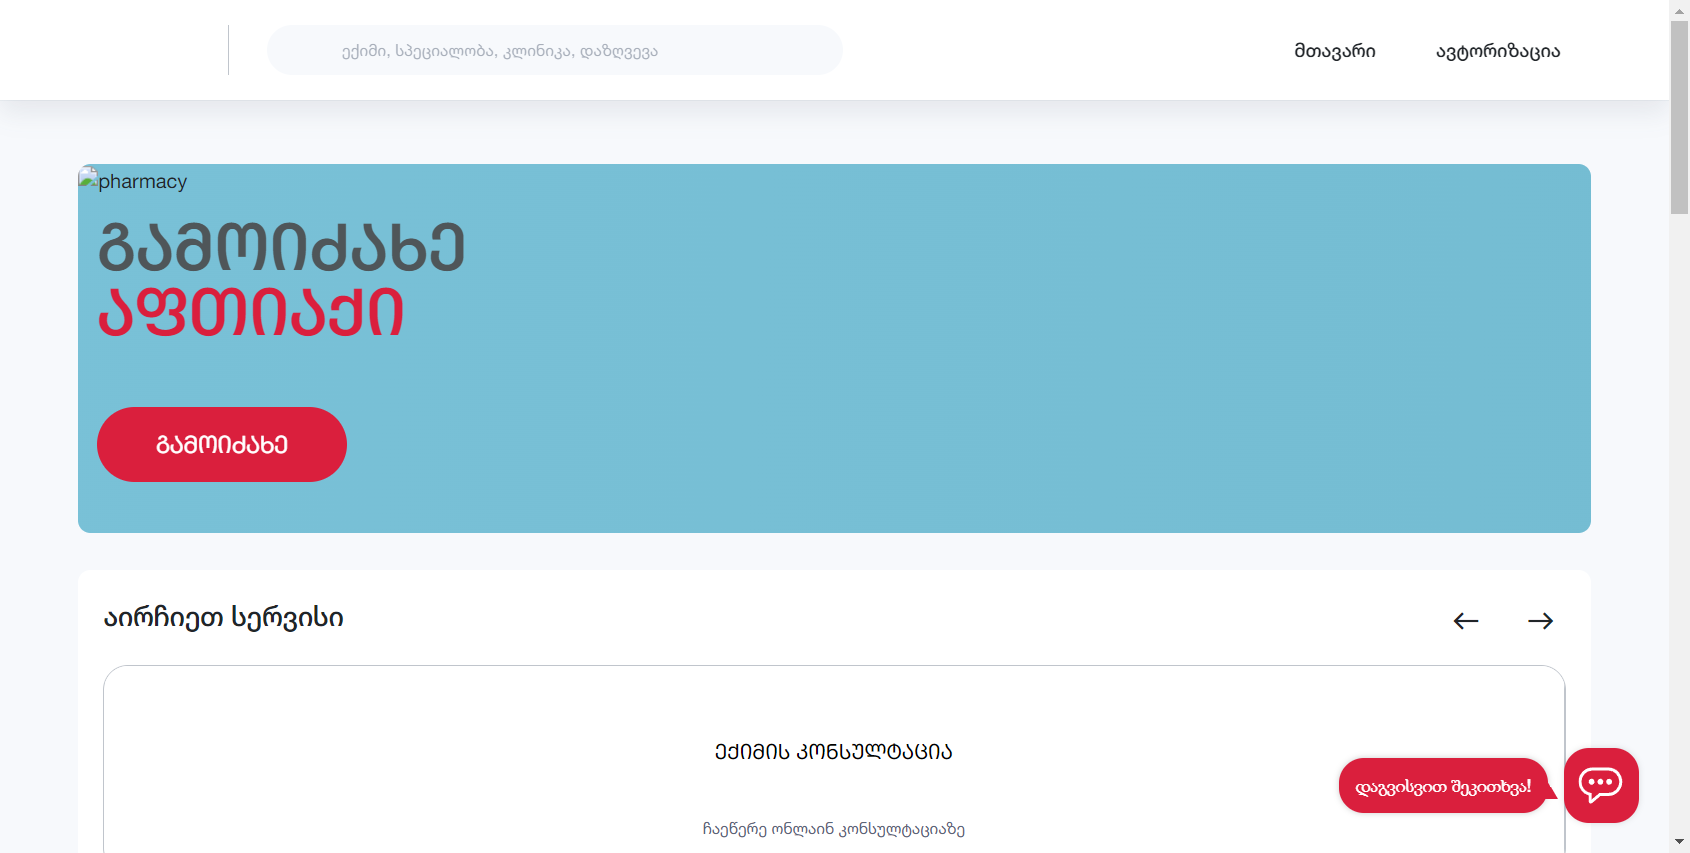 ექიმი, სპეციალობა, კლინიკა, დაზღვევა
მთავარი
ავტორიზაცია
pharmacy
გამოიძახე
აფთიაქი
გამოიძახე
აირჩიეთ სერვისი
ექიმის კონსულტაცია
ჩაეწერე ონლაინ კონსულტაციაზე
დაგვისვით შეკითხვა!